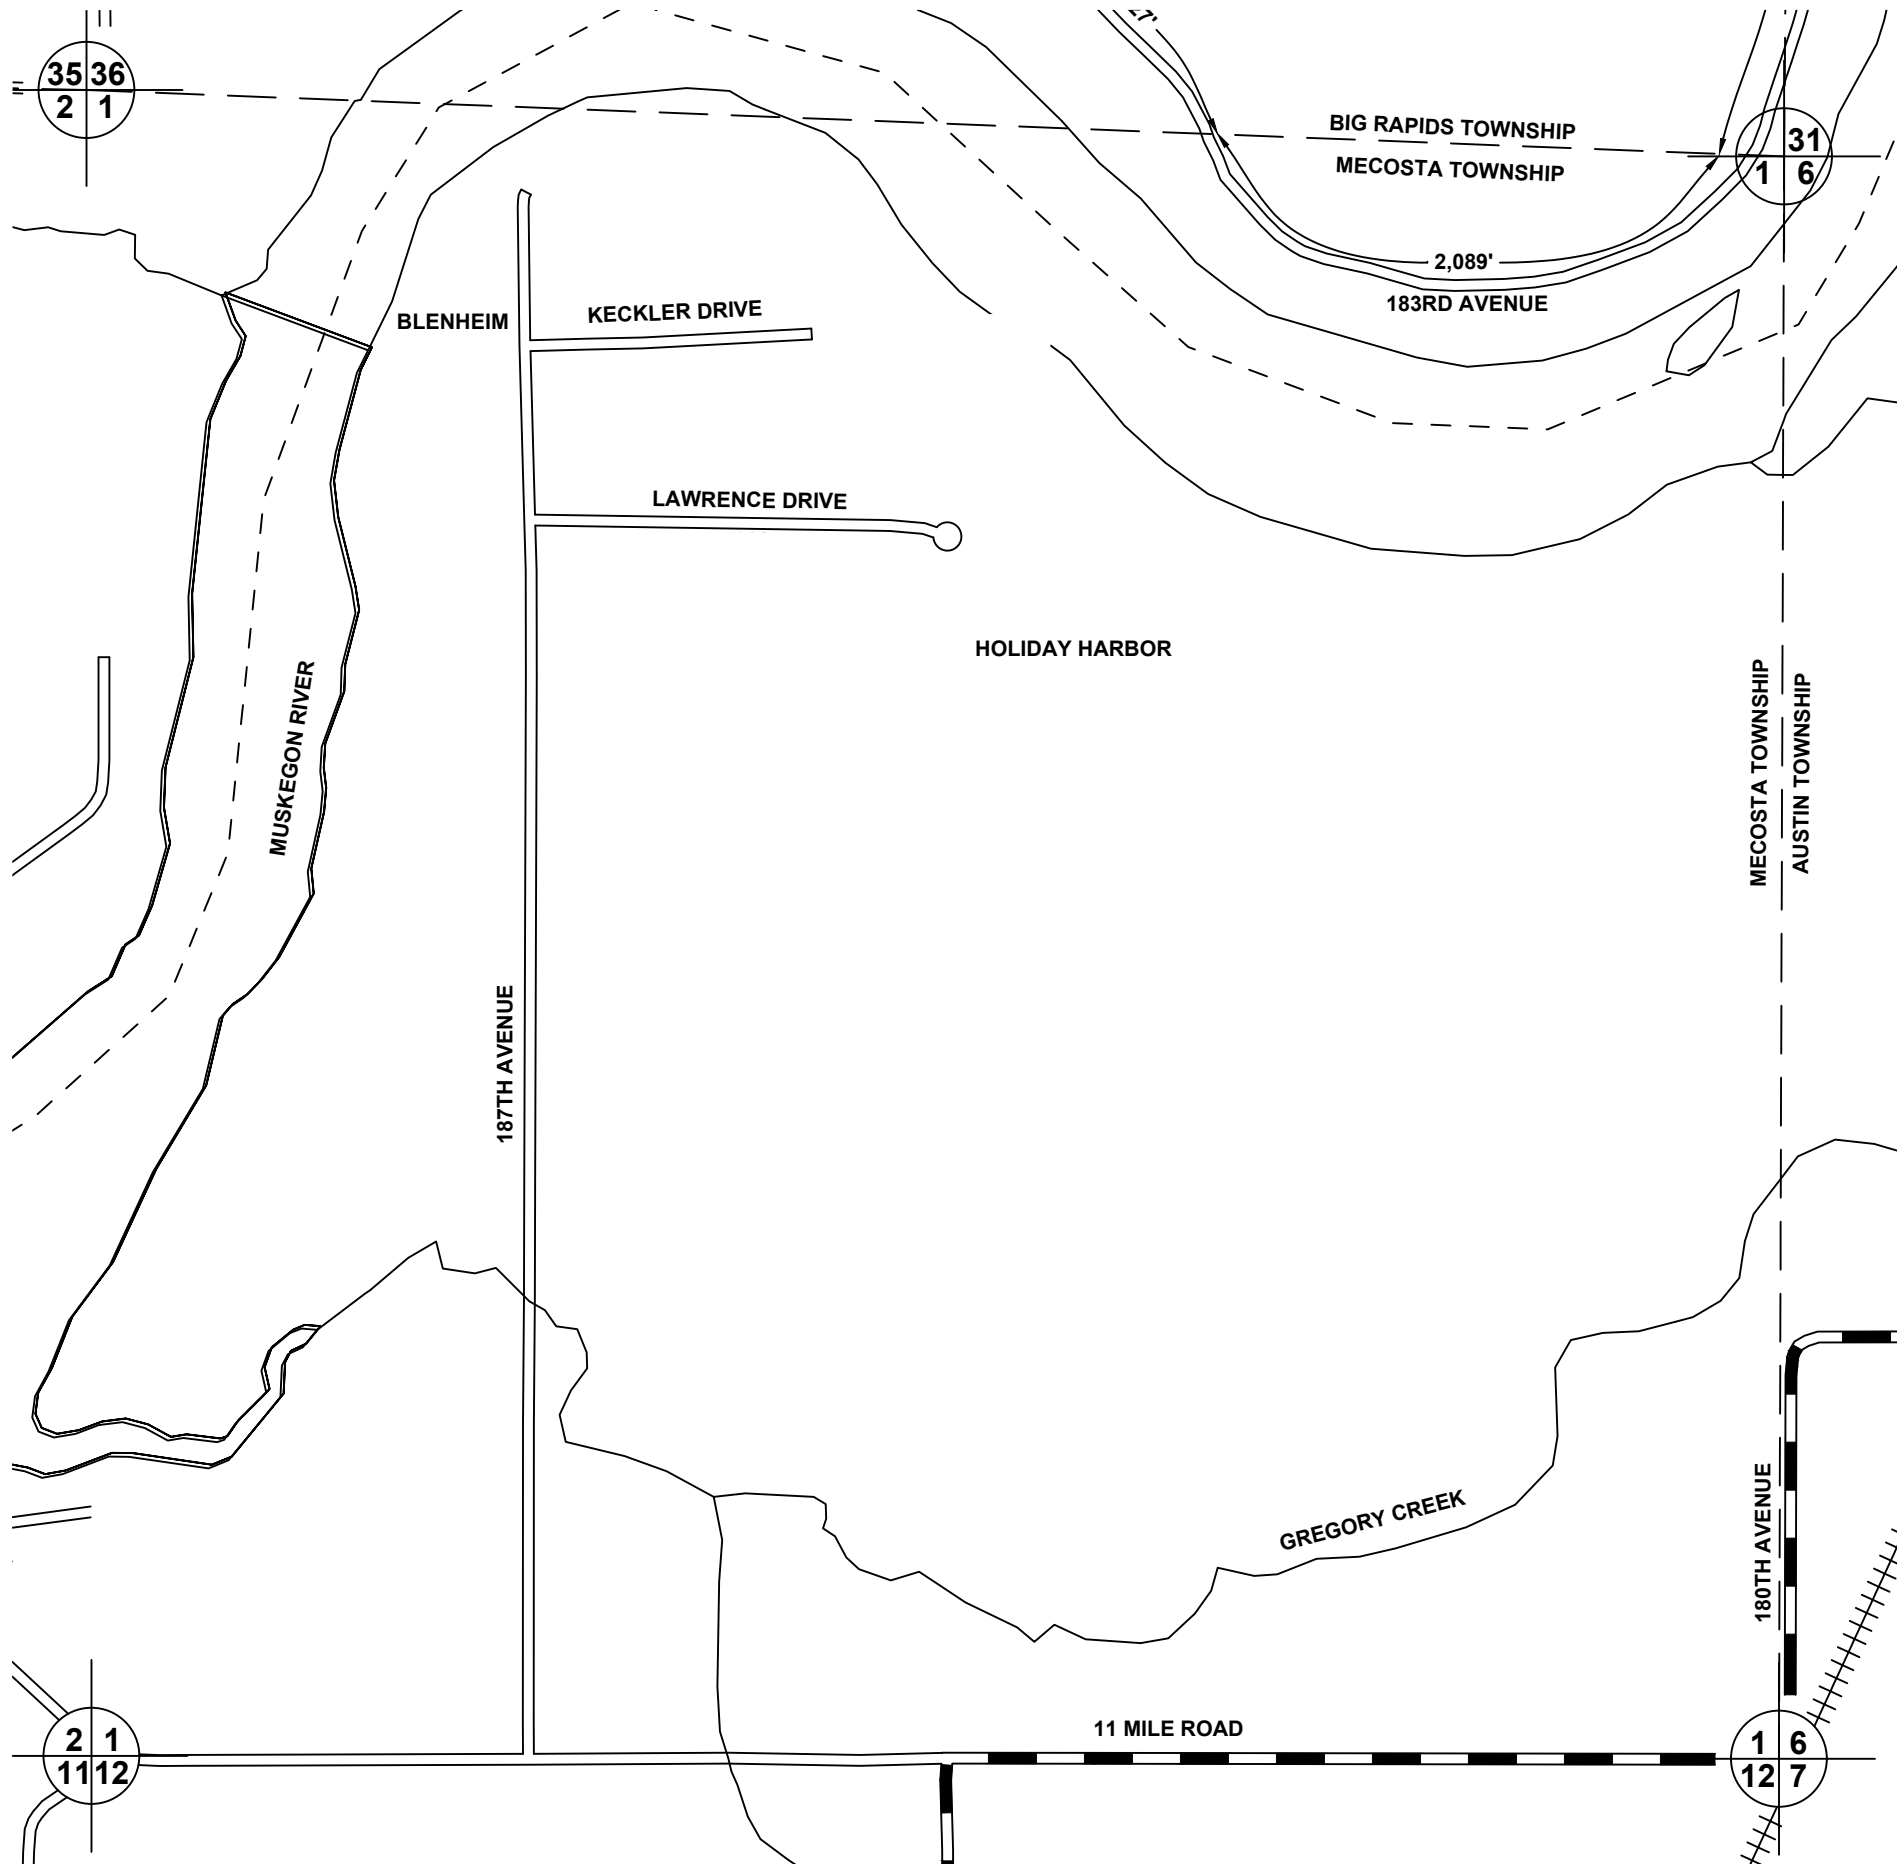 27'
35 36
2 1
BIG RAPIDS TOWNSHIP
MECOSTA TOWNSHIP
31
1 6
2,089'
183RD AVENUE
BLENHEIM
KECKLER DRIVE
LAWRENCE DRIVE
HOLIDAY HARBOR
MUSKEGON RIVER
MECOSTA TOWNSHIP
AUSTIN TOWNSHIP
187TH AVENUE
GREGORY CREEK
180TH AVENUE
11 MILE ROAD
2 1
11 12
1 6
12 7